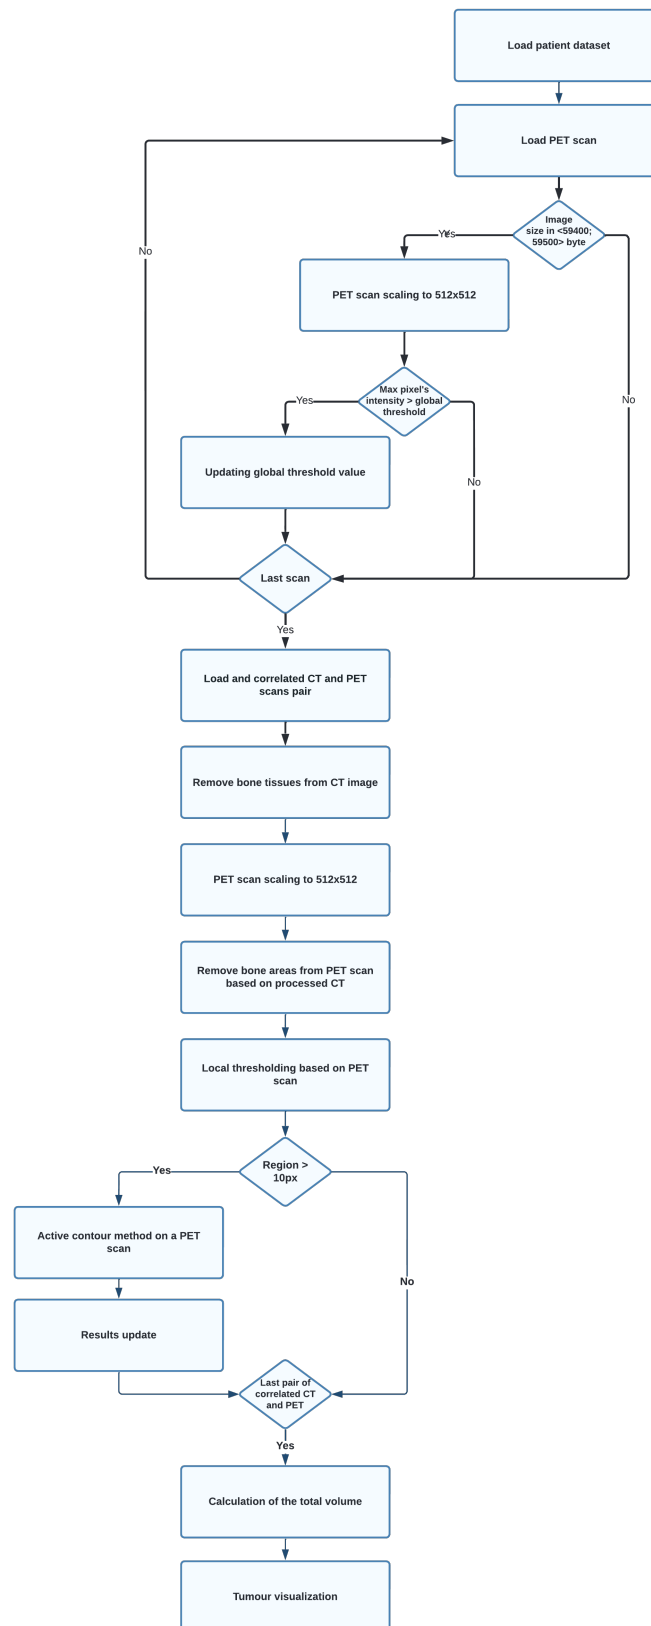 Load patient dataset
Load PET scan
Image
size in <59400;
59500> byte
Yes
No
PET scan scaling to 512x512
Max pixel's
intensity > global
threshold
Yes
No
No
Updating global threshold value
Last scan
Yes
Load and correlated CT and PET
scans pair
Remove bone tissues from CT image
PET scan scaling to 512x512
Remove bone areas from PET scan
based on processed CT
Local thresholding based on PET
scan
Region >
10px
Yes
Active contour method on a PET
scan
No
Results update
Last pair of
correlated CT
and PET
Yes
Calculation of the total volume
Tumour visualization